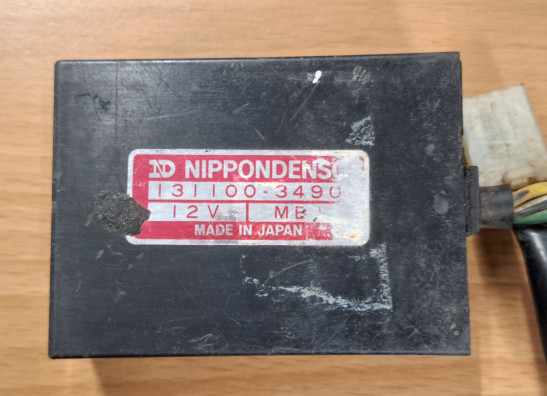 ND NIPPONDENSO
131100-3490
12V MB
MADE IN JAPAN